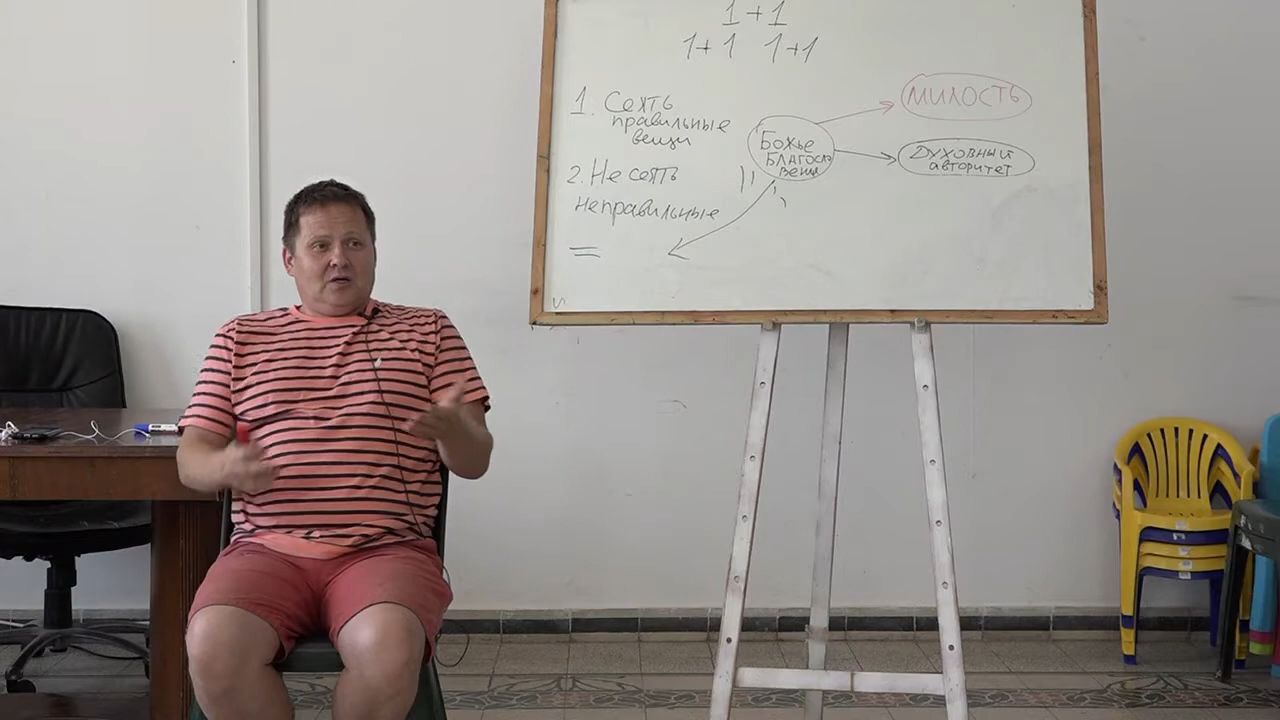 1+1
1+1 1+1
1. Сеять
правильные
вещи
2. Не сеять
неправильные
=
Божье
Благосло
вени
милость
духовный
авторитет